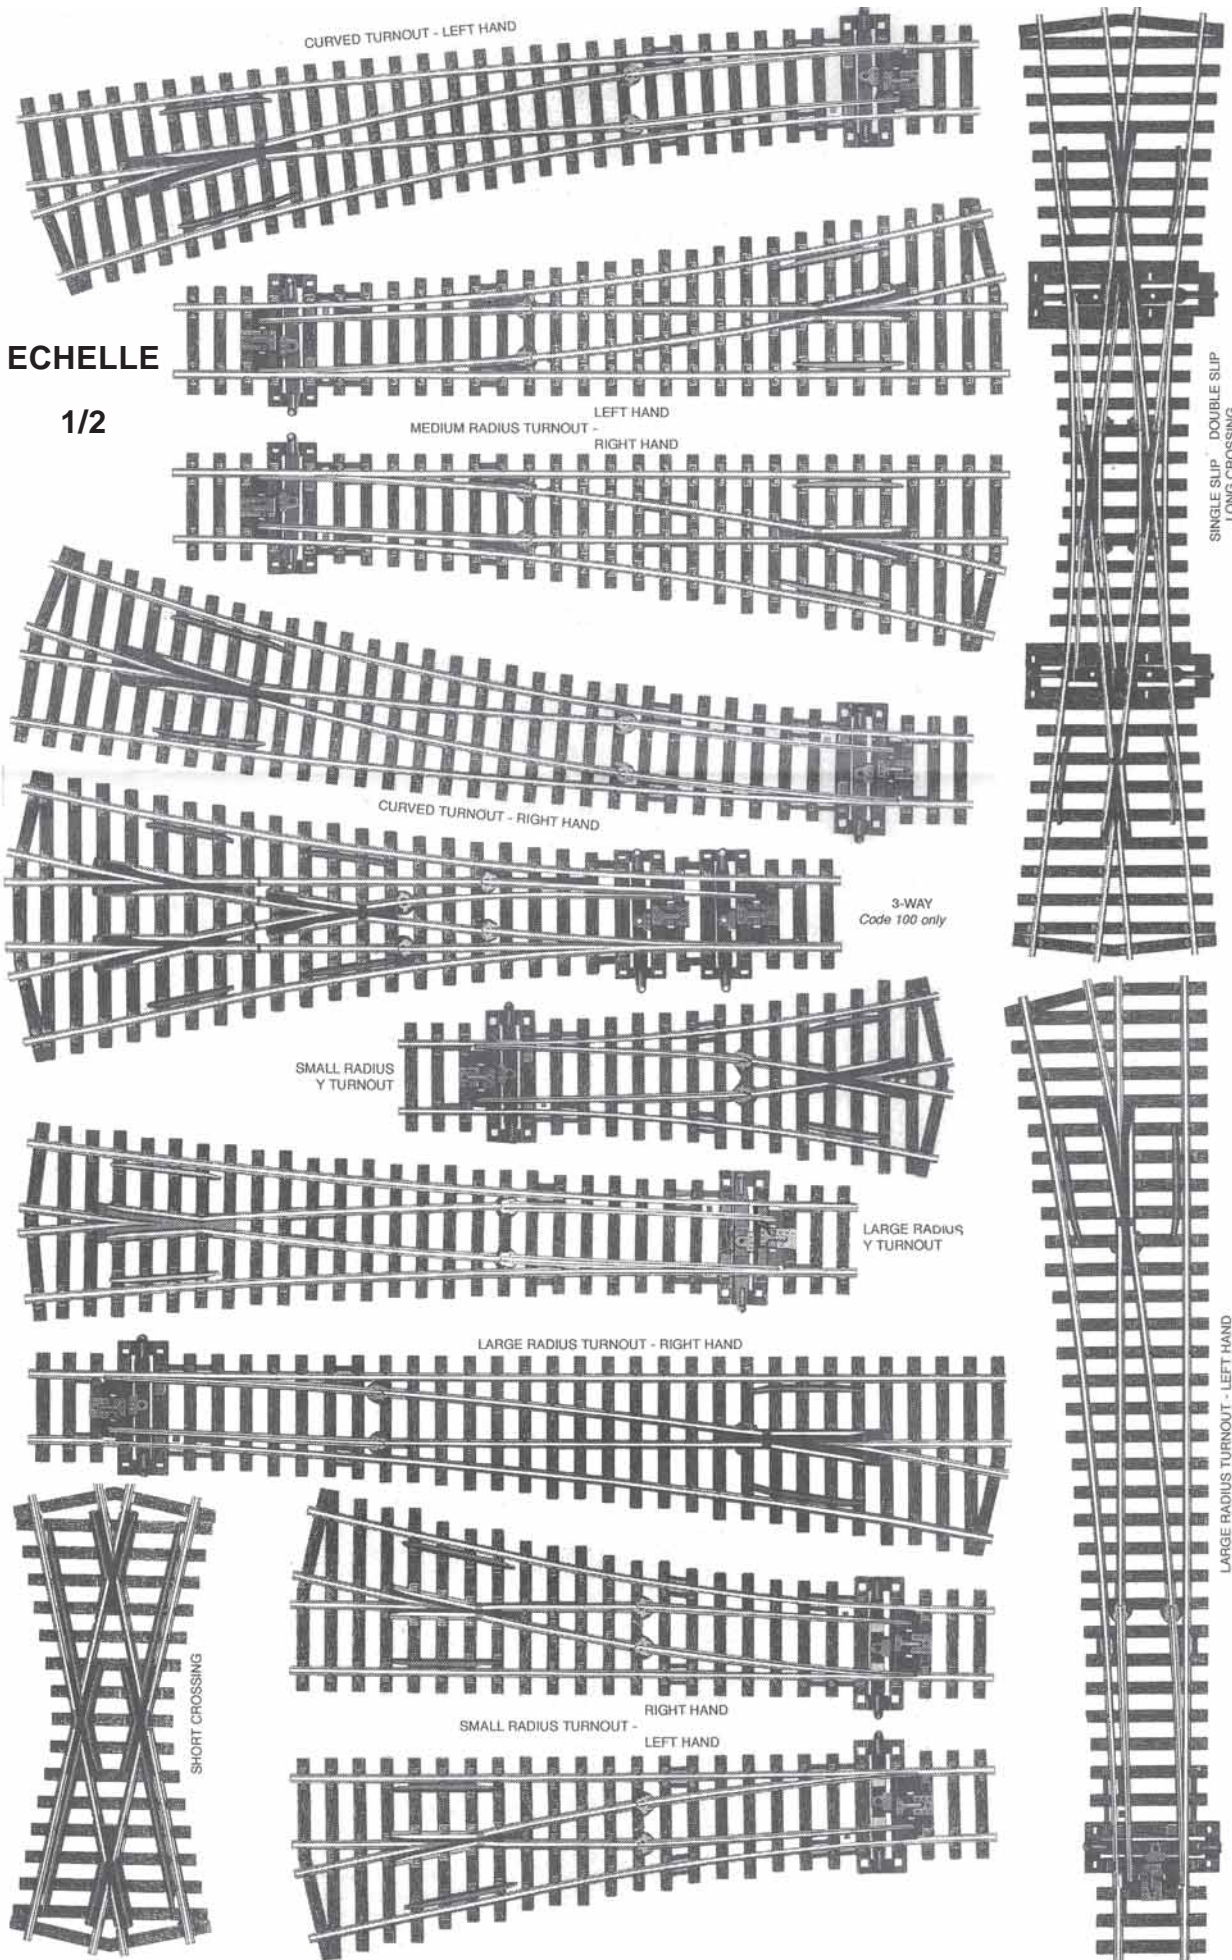 CURVED TURNOUT - LEFT HAND
ECHELLE
1/2
LEFT HAND
MEDIUM RADIUS TURNOUT -
RIGHT HAND
SINGLE SLIP DOUBLE SLIP
LONG CROSSING
CURVED TURNOUT - RIGHT HAND
3-WAY
Code 100 only
SMALL RADIUS
Y TURNOUT
LARGE RADIUS
Y TURNOUT
LARGE RADIUS TURNOUT - RIGHT HAND
LARGE RADIUS TURNOUT - LEFT HAND
SHORT CROSSING
RIGHT HAND
SMALL RADIUS TURNOUT -
LEFT HAND